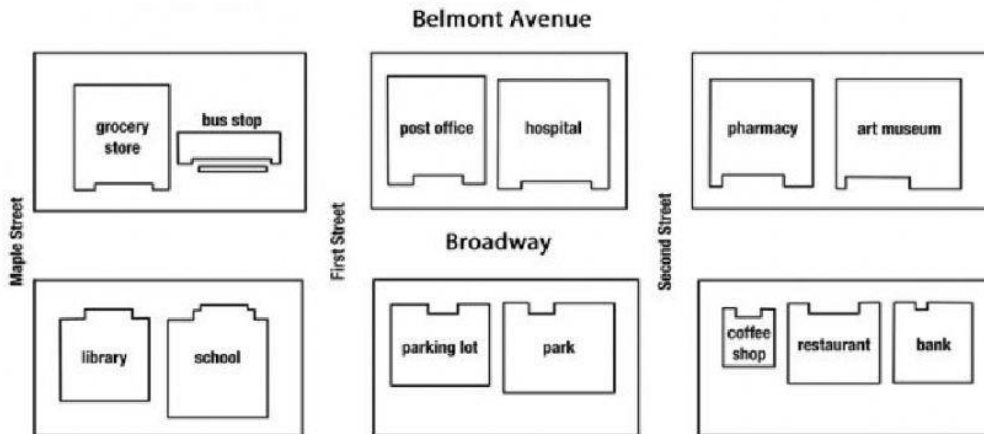 Belmont Avenue
grocery
store
bus stop
post office
hospital
pharmacy
art museum
Maple Street
First Street
Broadway
Second Street
library
school
parking lot
park
coffee
shop
restaurant
bank